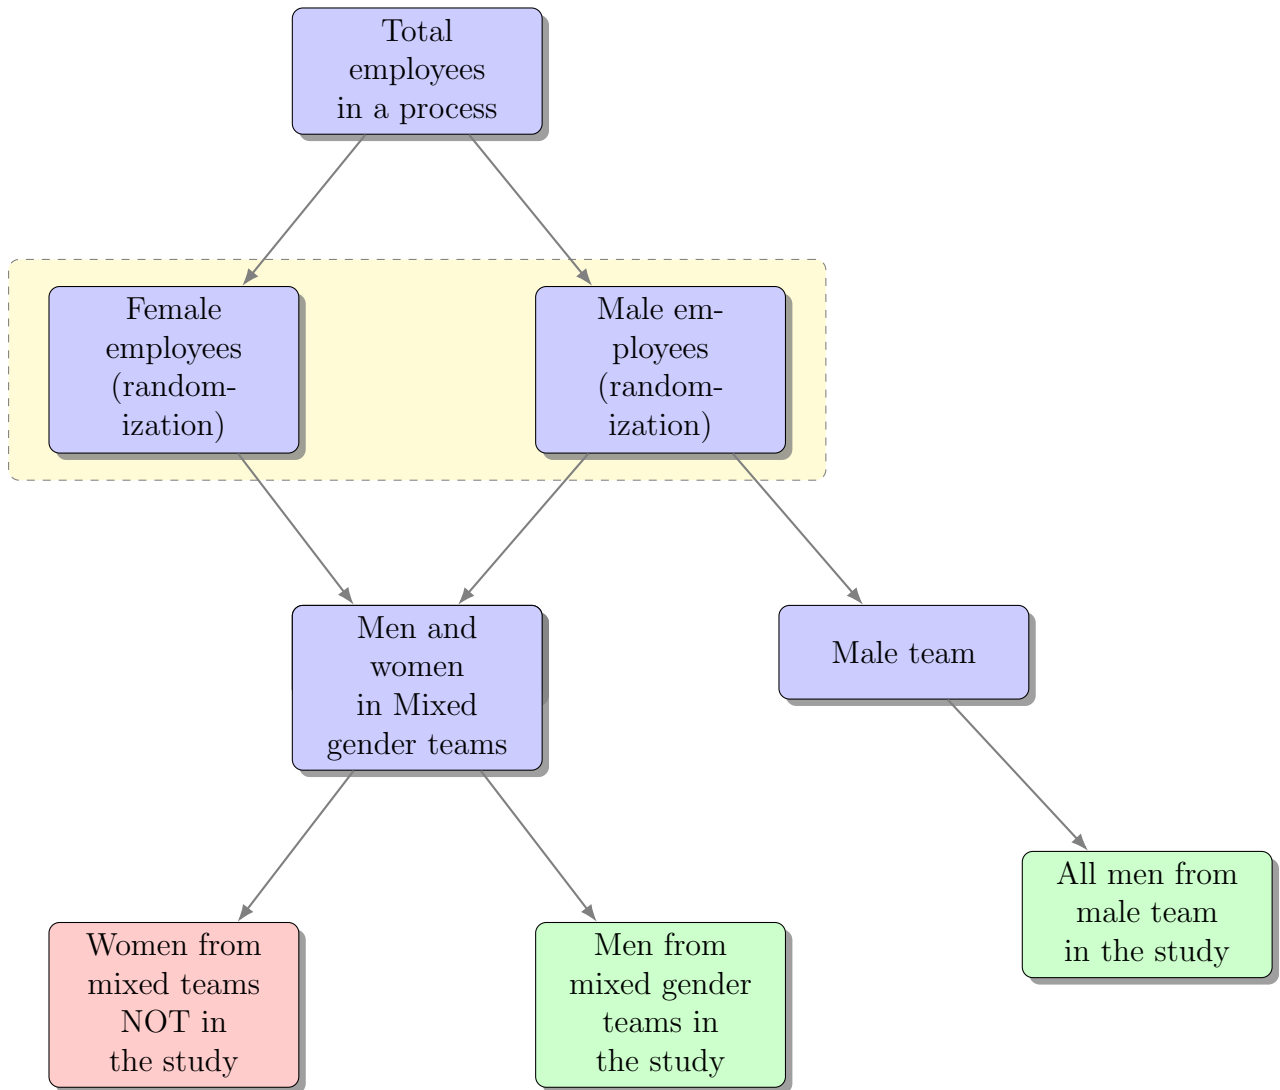 Total
employees
in a process
Female
employees
(random-
ization)
Male em-
ployees
(random-
ization)
Men and
women
in Mixed
gender teams
Male team
All men from
male team
in the study
Women from
mixed teams
NOT in
the study
Men from
mixed gender
teams in
the study